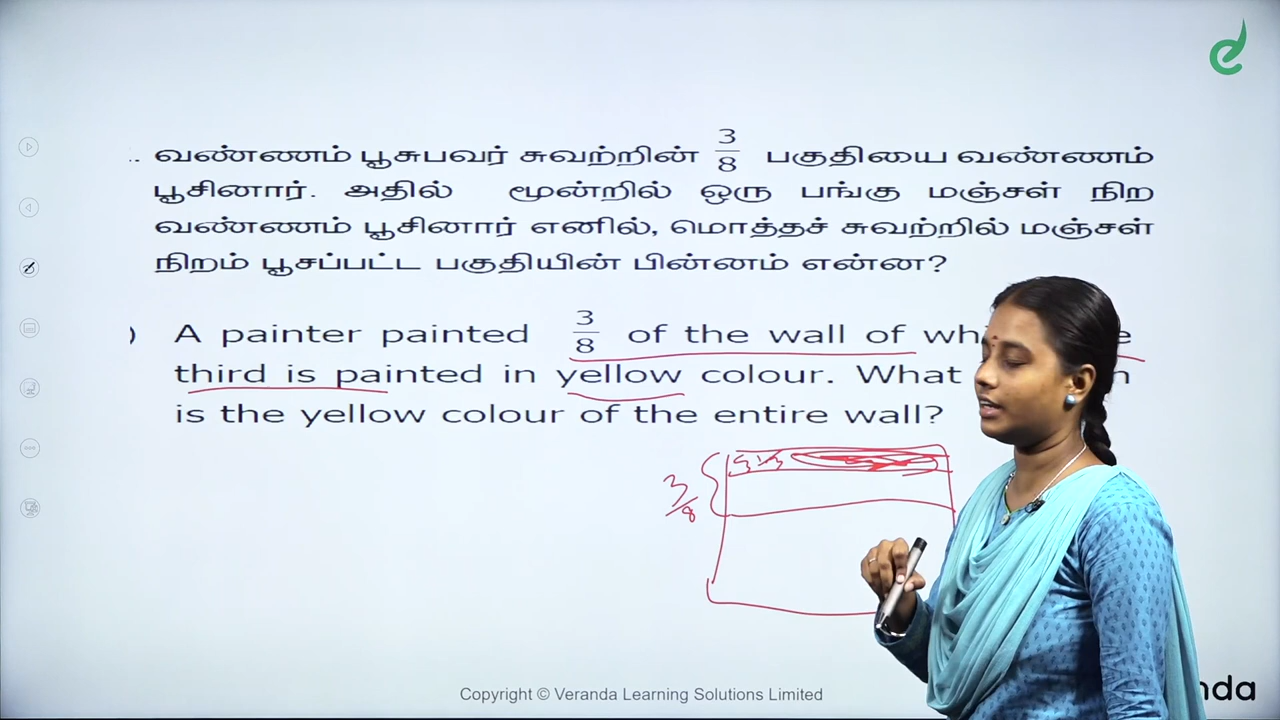 வண்ணம் பூசுபவர் சுவற்றின் 3/8 பகுதியை வண்ணம்
பூசினார். அதில் மூன்றில் ஒரு பங்கு மஞ்சள் நிற
வண்ணம் பூசினார் எனில், மொத்தச் சுவற்றில் மஞ்சள்
நிறம் பூசப்பட்ட பகுதியின் பின்னம் என்ன?
) A painter painted 3/8 of the wall of
third is painted in yellow colour. What
is the yellow colour of the entire wall?
3/8
Copyright © Veranda Learning Solutions Limited